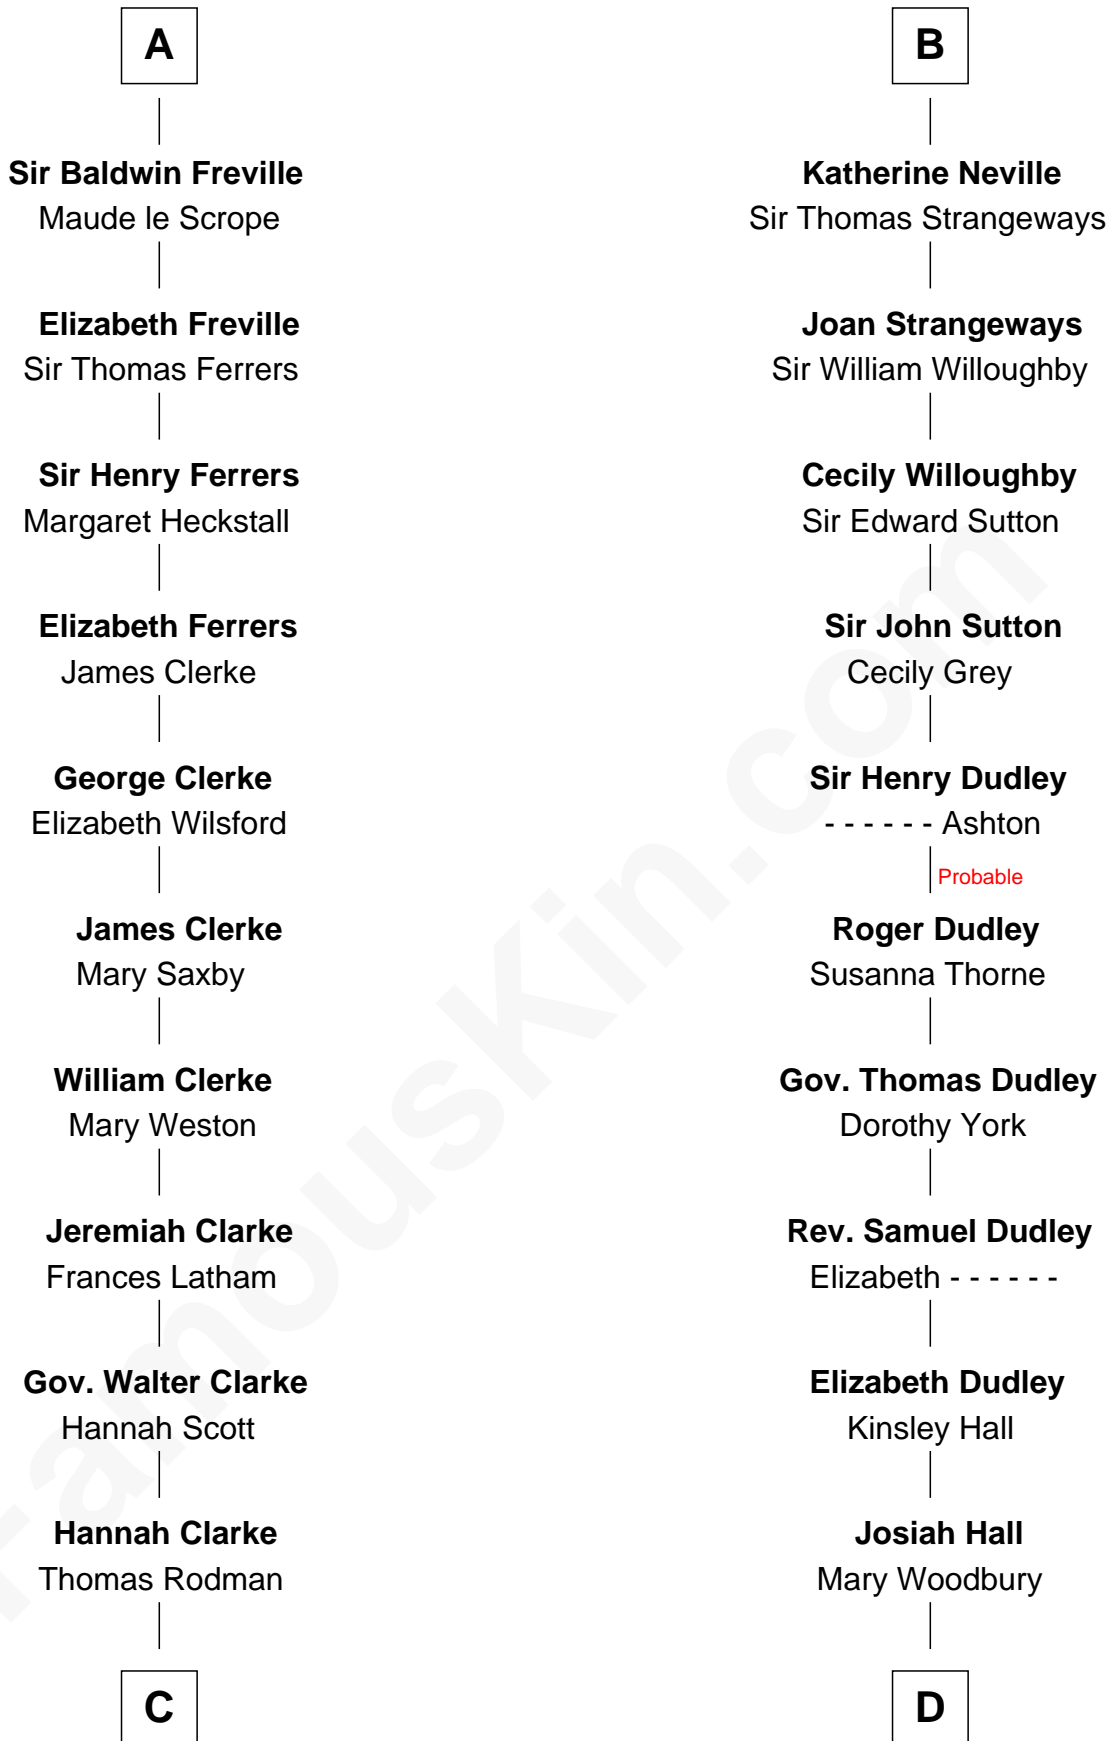 A
Sir Baldwin Freville
Maude le Scrope
Elizabeth Freville
Sir Thomas Ferrers
Sir Henry Ferrers
Margaret Heckstall
Elizabeth Ferrers
James Clerke
George Clerke
Elizabeth Wilsford
James Clerke
Mary Saxby
William Clerke
Mary Weston
Jeremiah Clarke
Frances Latham
Gov. Walter Clarke
Hannah Scott
Hannah Clarke
Thomas Rodman
C
B
Katherine Neville
Sir Thomas Strangeways
Joan Strangeways
Sir William Willoughby
Cecily Willoughby
Sir Edward Sutton
Sir John Sutton
Cecily Grey
Sir Henry Dudley
- - - - - - Ashton
Probable
Roger Dudley
Susanna Thorne
Gov. Thomas Dudley
Dorothy York
Rev. Samuel Dudley
Elizabeth - - - - - -
Elizabeth Dudley
Kinsley Hall
Josiah Hall
Mary Woodbury
D
FamousKin.com